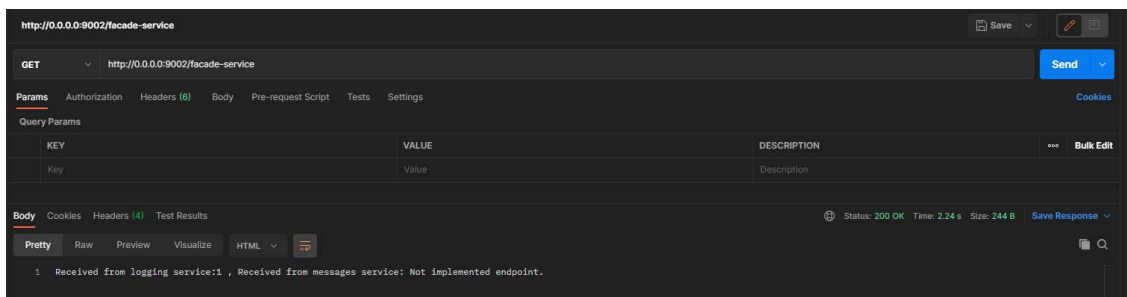 http://0.0.0.0:9002/facade-service Save
GET http://0.0.0.0:9002/facade-service Send
Params Authorization Headers (6) Body Pre-request Script Tests Settings Cookies
Query Params
KEY VALUE DESCRIPTION ooo Bulk Edit
Key Value Description
Body Cookies Headers (4) Test Results Status: 200 OK Time: 2.24 s Size: 244 B Save Response
Pretty Raw Preview Visualize HTML
1 Received from logging service:1 , Received from messages service: Not implemented endpoint.